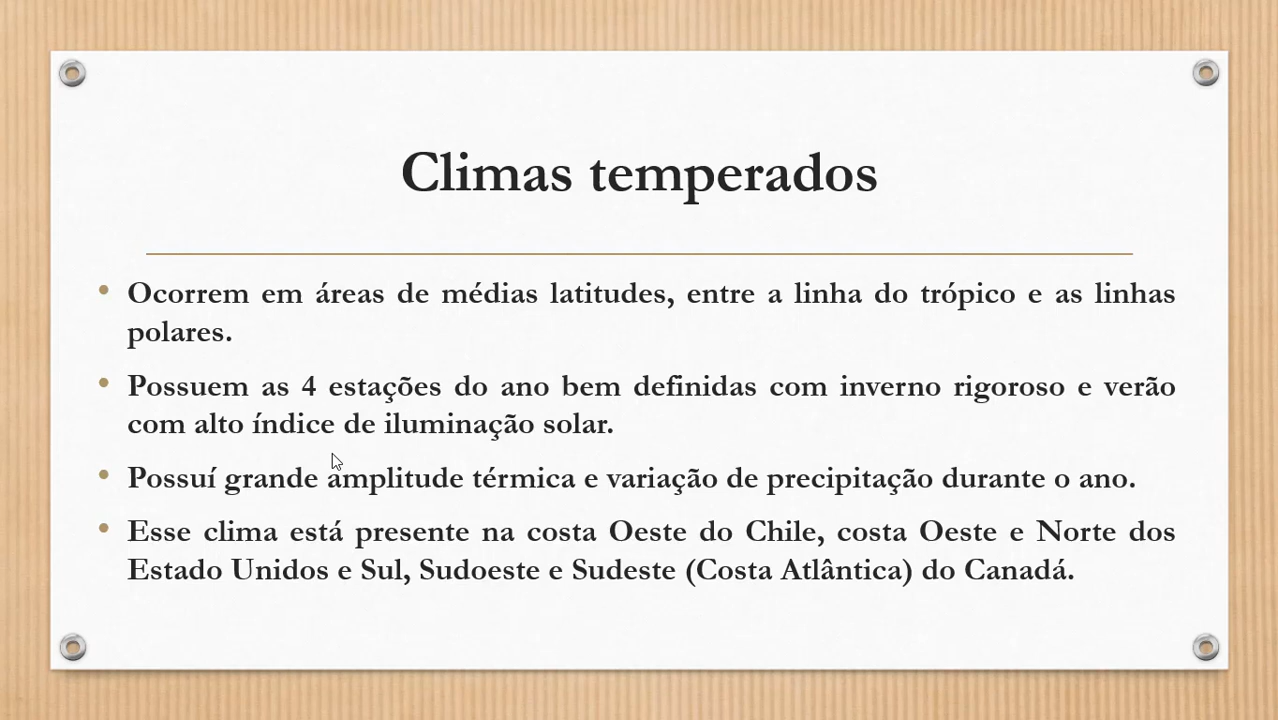 Climas temperados
• Ocorrem em áreas de médias latitudes, entre a linha do trópico e as linhas
polares.
• Possuem as 4 estações do ano bem definidas com inverno rigoroso e verão
com alto índice de iluminação solar.
• Possuí grande amplitude térmica e variação de precipitação durante o ano.
• Esse clima está presente na costa Oeste do Chile, costa Oeste e Norte dos
Estado Unidos e Sul, Sudoeste e Sudeste (Costa Atlântica) do Canadá.